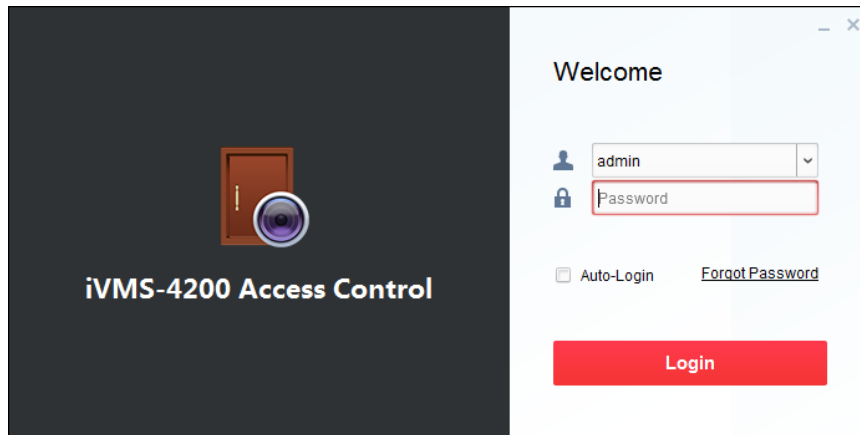 Welcome
admin
Password
Auto-Login Forgot Password
Login
iVMS-4200 Access Control